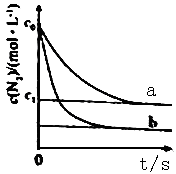 c(N₂)/(mol·L⁻¹)
c₀
a
c₁
b
0
t/s